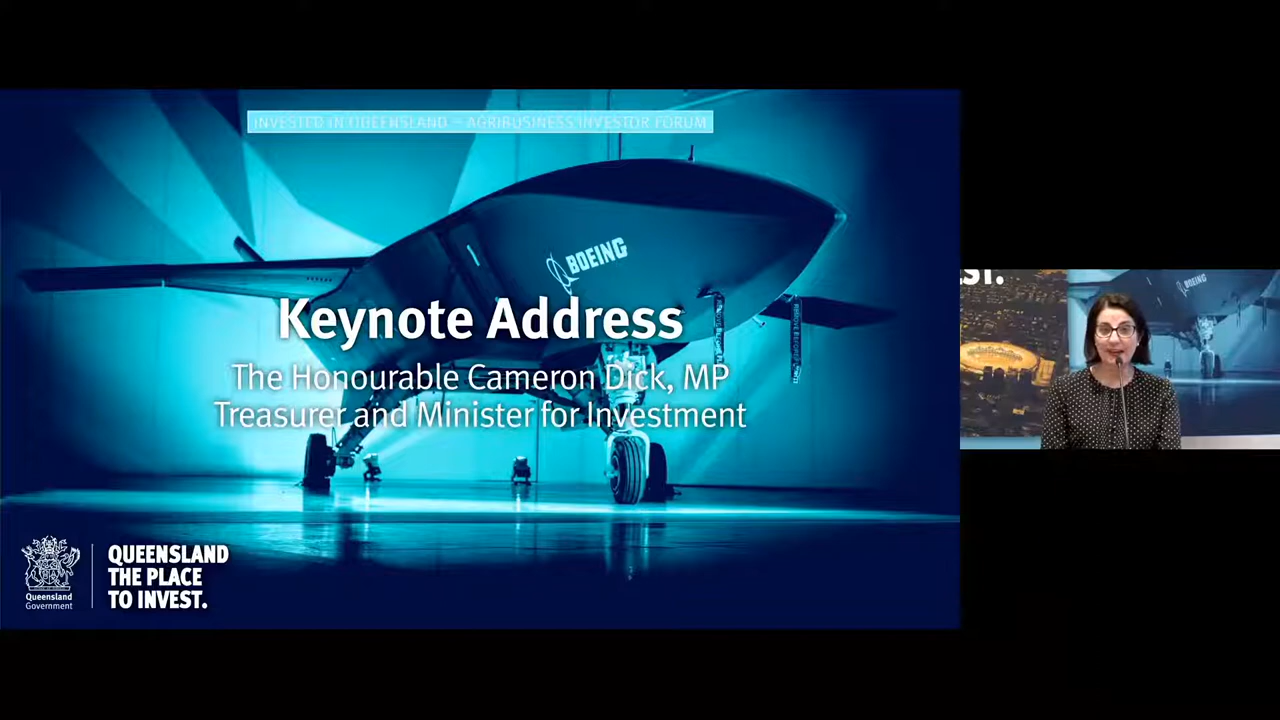 INVESTED IN QUEENSLAND – AGRIBUSINESS INVESTOR FORUM
BOEING
Keynote Address
The Honourable Cameron Dick, MP
Treasurer and Minister for Investment
Queensland
Government
QUEENSLAND
THE PLACE
TO INVEST.
BOEING